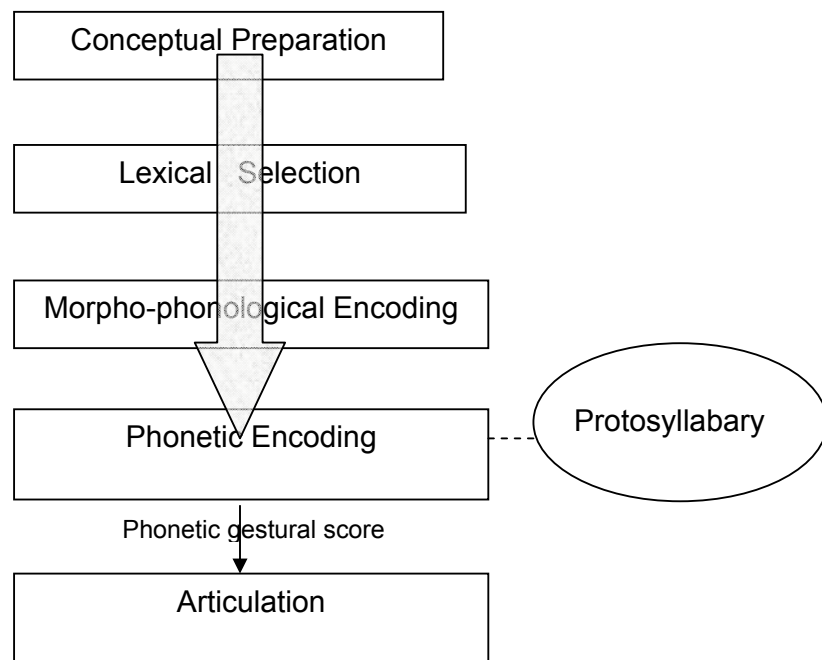 Conceptual Preparation
Lexical Selection
Morpho-phonological Encoding
Phonetic Encoding
Protosyllabary
Phonetic gestural score
Articulation